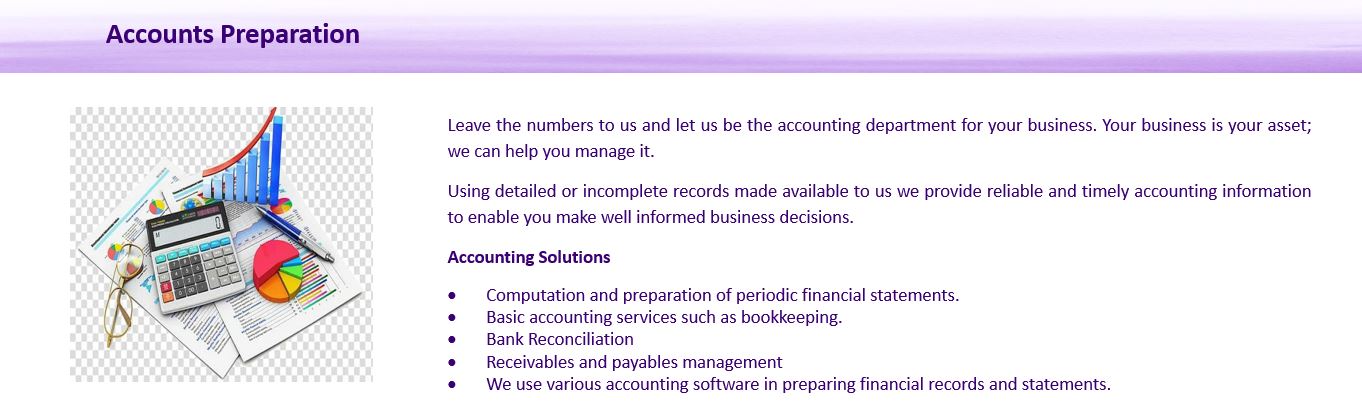 Accounts Preparation
Leave the numbers to us and let us be the accounting department for your business. Your business is your asset;
we can help you manage it.
Using detailed or incomplete records made available to us we provide reliable and timely accounting information
to enable you make well informed business decisions.
Accounting Solutions
• Computation and preparation of periodic financial statements.
• Basic accounting services such as bookkeeping.
• Bank Reconciliation
• Receivables and payables management
• We use various accounting software in preparing financial records and statements.